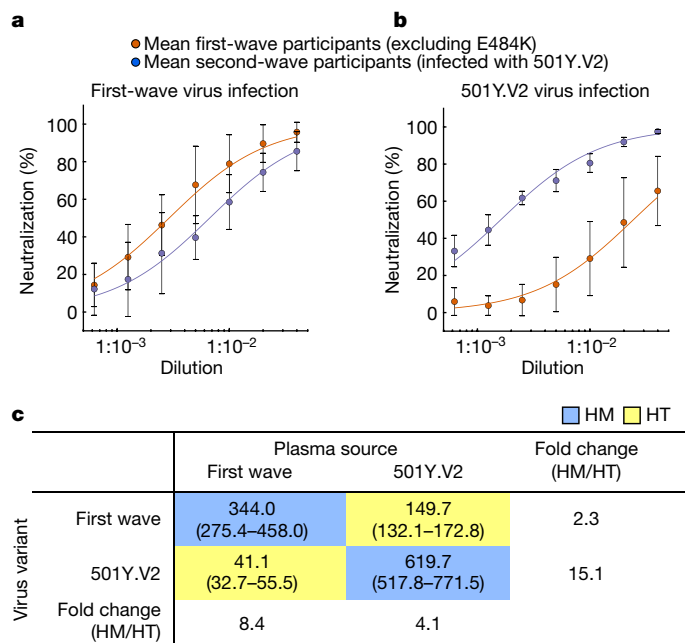 a
b
Mean first-wave participants (excluding E484K)
Mean second-wave participants (infected with 501Y.V2)
First-wave virus infection
100
80
60
40
20
0
Neutralization (%)
1:10⁻³
1:10⁻²
Dilution
501Y.V2 virus infection
100
80
60
40
20
0
Neutralization (%)
1:10⁻³
1:10⁻²
Dilution
c
HM HT
Plasma source
Fold change
First wave 501Y.V2 (HM/HT)
Virus variant
First wave 344.0 149.7 2.3
(275.4–458.0) (132.1–172.8)
501Y.V2 41.1 619.7 15.1
(32.7–55.5) (517.8–771.5)
Fold change
(HM/HT) 8.4 4.1